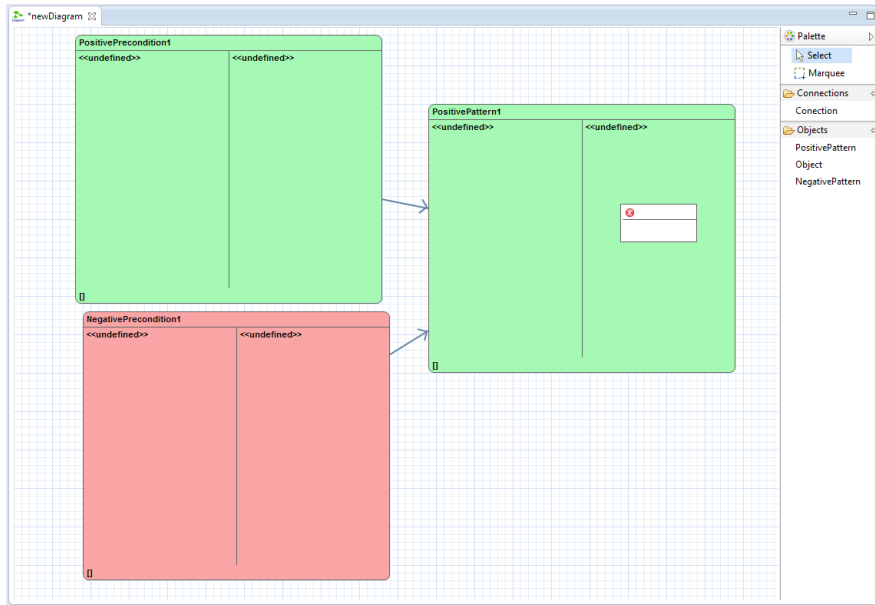 *newDiagram
PositivePrecondition1
<<undefined>> <<undefined>>
[]
NegativePrecondition1
<<undefined>> <<undefined>>
[]
PositivePattern1
<<undefined>> <<undefined>>
[]
Palette
Select
Marquee
Connections
Conection
Objects
PositivePattern
Object
NegativePattern